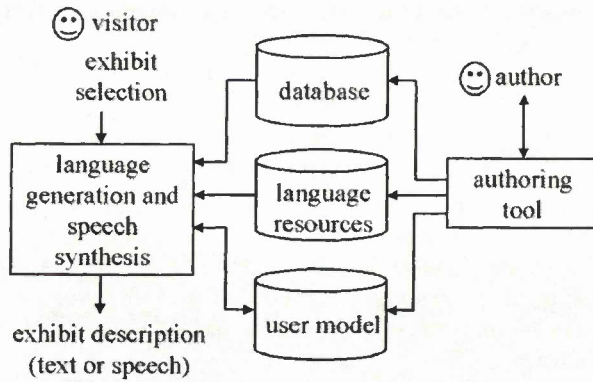 visitor
exhibit
selection
language
generation and
speech
synthesis
exhibit description
(text or speech)
database
language
resources
user model
author
authoring
tool